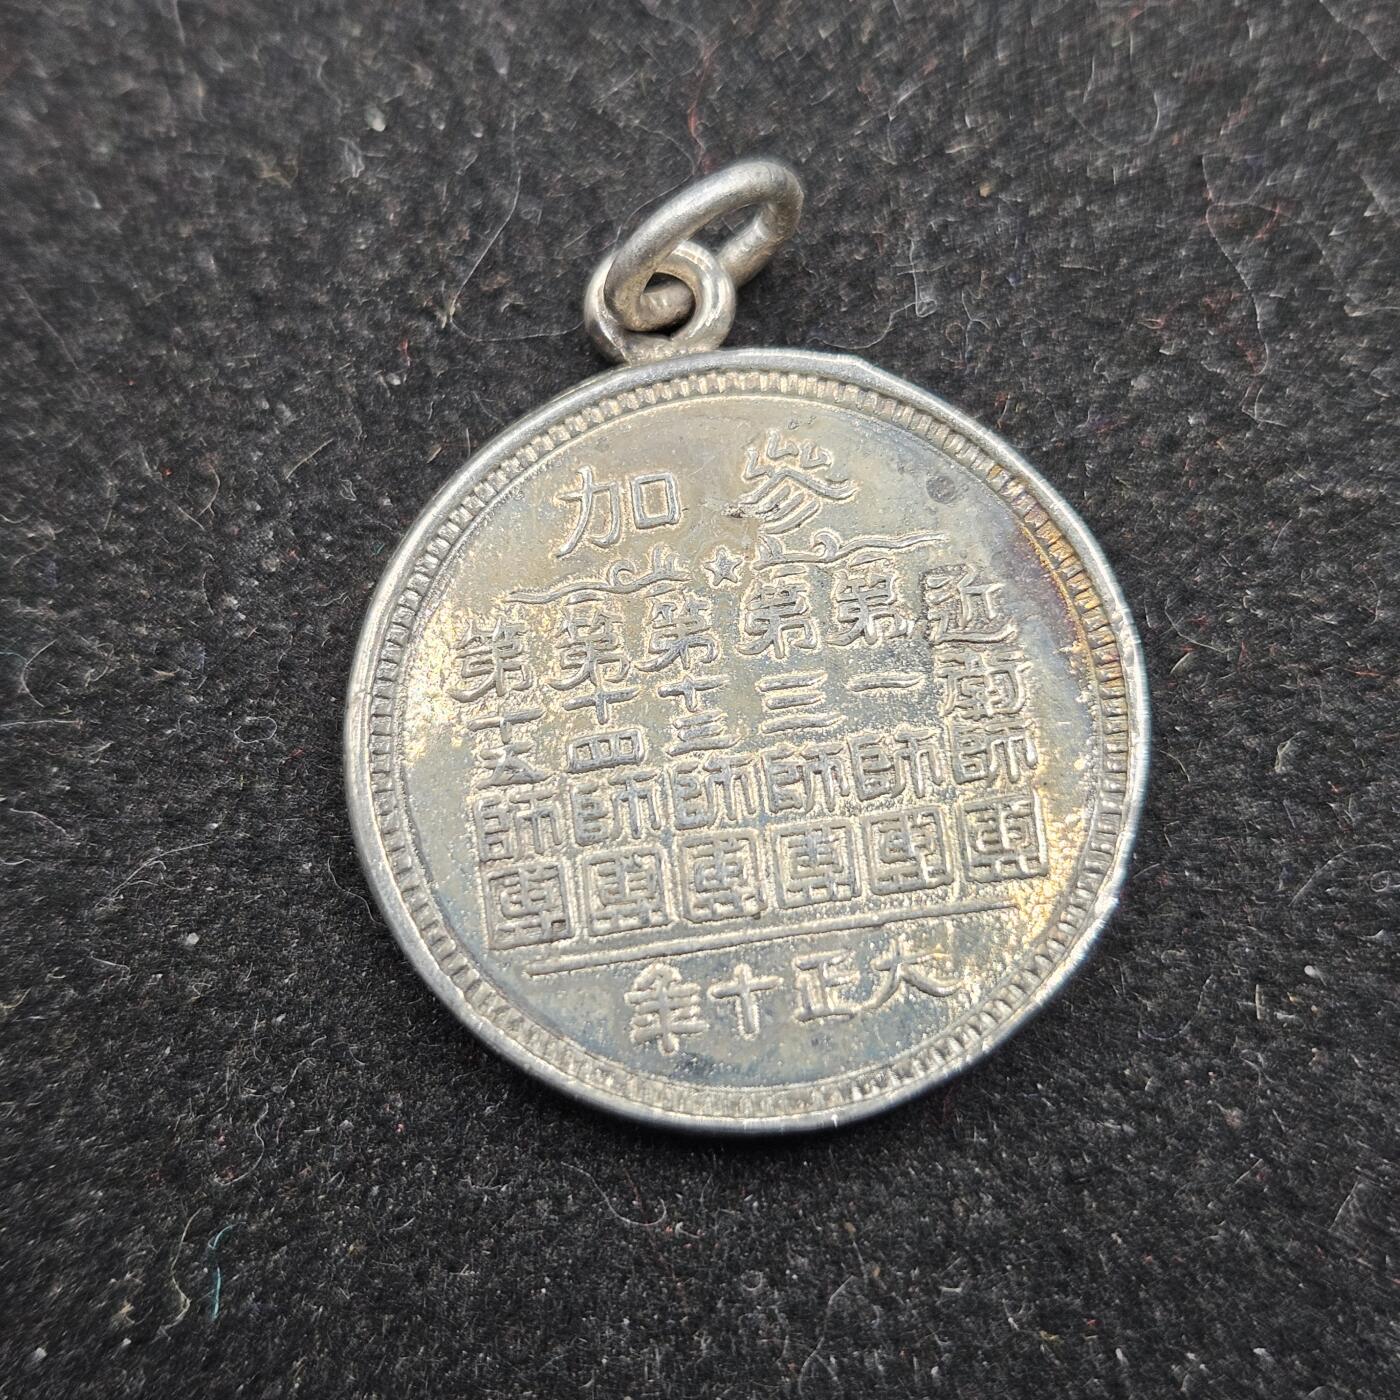 參加
近衛師團
第一師團
第三師團
第十三師團
第十四師團
第十五師團
大正十年